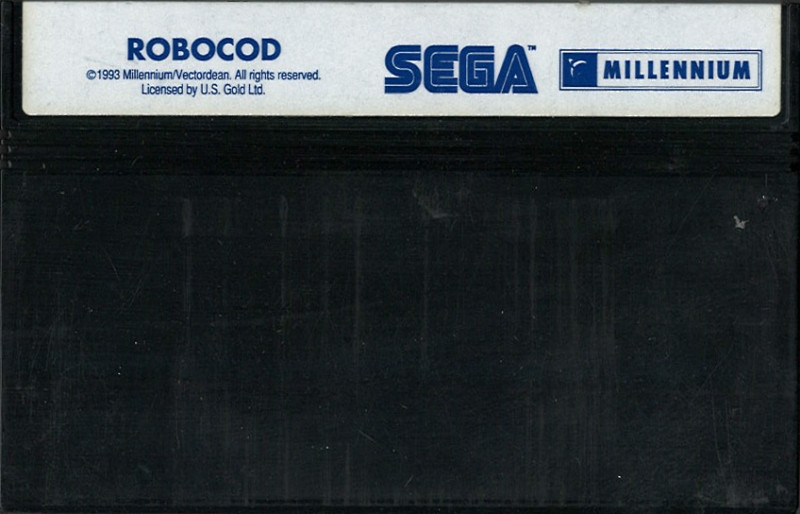 ROBOCOD
©1993 Millennium/Vectordean. All rights reserved.
Licensed by U.S. Gold Ltd.
SEGA™
MILLENNIUM